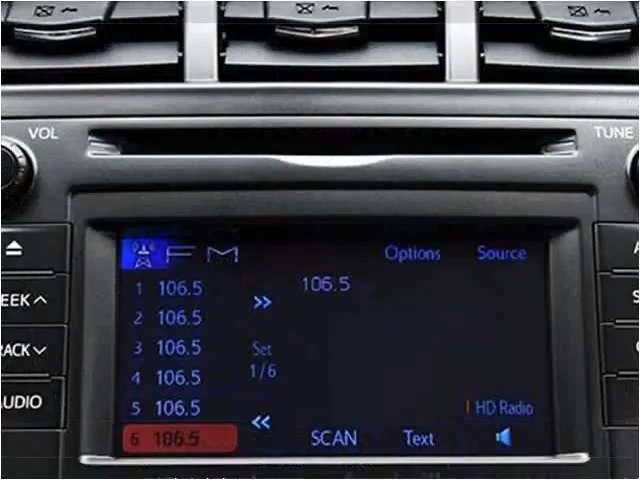 VOL
TUNE
FM
Options
Source
1 106.5
106.5
2 106.5
3 106.5
Set
1/6
4 106.5
5 106.5
HD Radio
6 106.5
SCAN
Text
EEK
RACK
UDIO